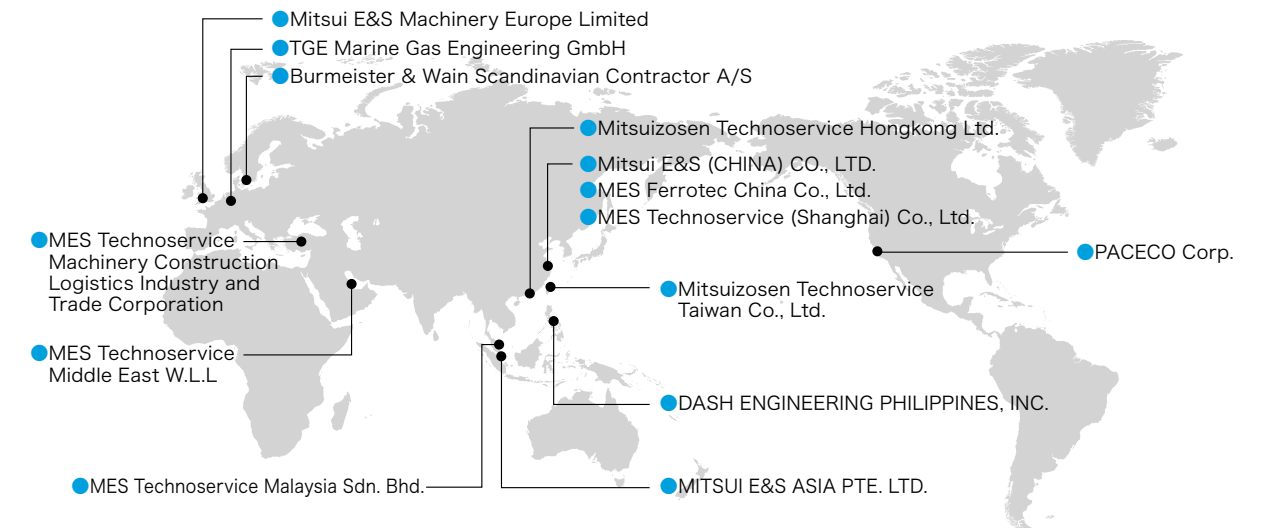 Mitsui E&S Machinery Europe Limited
TGE Marine Gas Engineering GmbH
Burmeister & Wain Scandinavian Contractor A/S
Mitsuizosen Technoservice Hongkong Ltd.
Mitsui E&S (CHINA) CO., LTD.
MES Ferrotec China Co., Ltd.
MES Technoservice (Shanghai) Co., Ltd.
MES Technoservice
Machinery Construction
Logistics Industry and
Trade Corporation
PACECO Corp.
Mitsuizosen Technoservice
Taiwan Co., Ltd.
MES Technoservice
Middle East W.L.L
DASH ENGINEERING PHILIPPINES, INC.
MES Technoservice Malaysia Sdn. Bhd.
MITSUI E&S ASIA PTE. LTD.